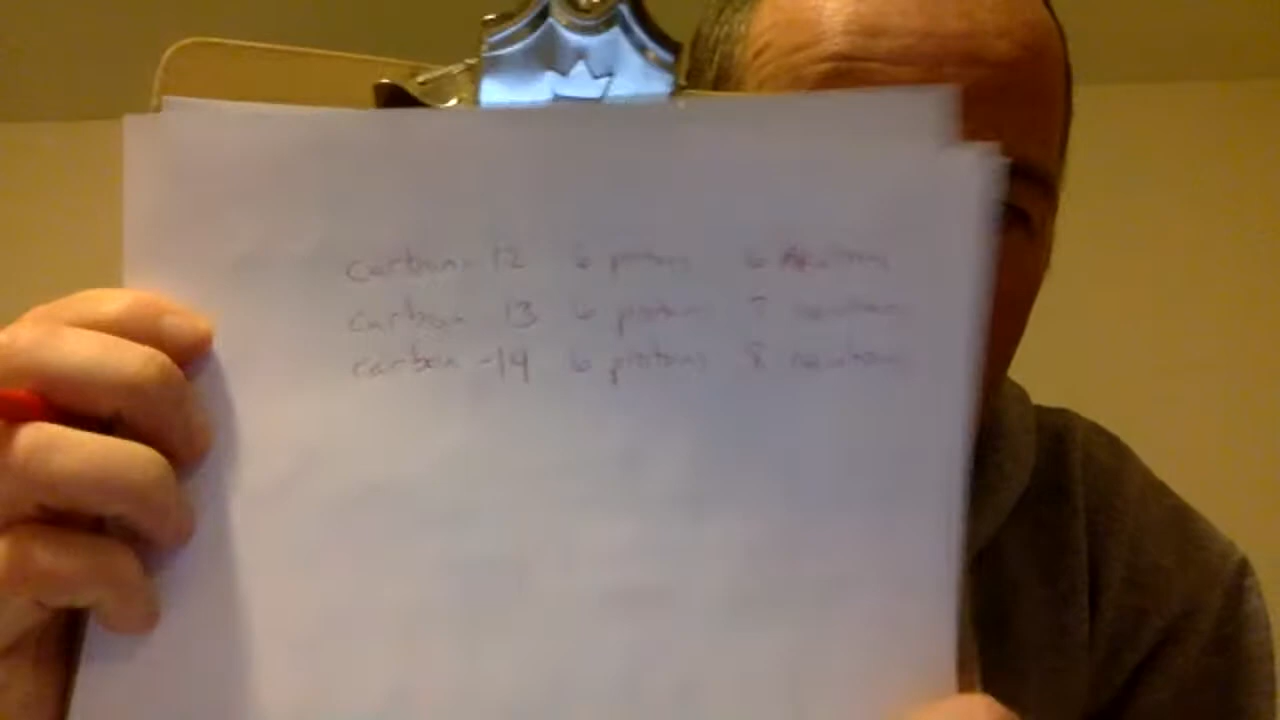 carbon-12 6 protons 6 neutrons
carbon-13 6 protons 7 neutrons
carbon-14 6 protons 8 neutrons